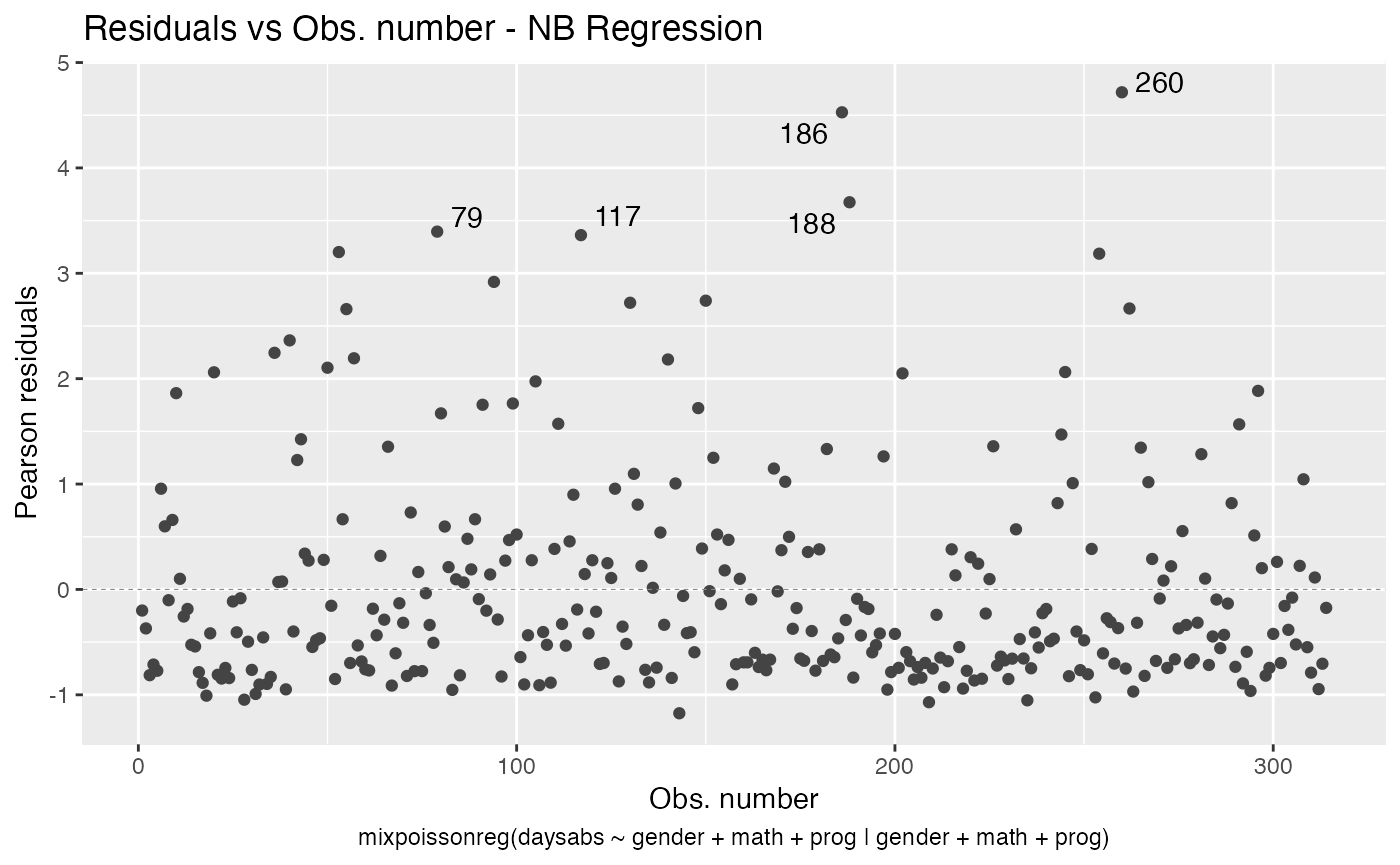 Residuals vs Obs. number - NB Regression
5
260
186
4
188
79
117
3
2
1
0
-1
Pearson residuals
0 100 200 300
Obs. number
mixpoissonreg(daysabs ~ gender + math + prog | gender + math + prog)